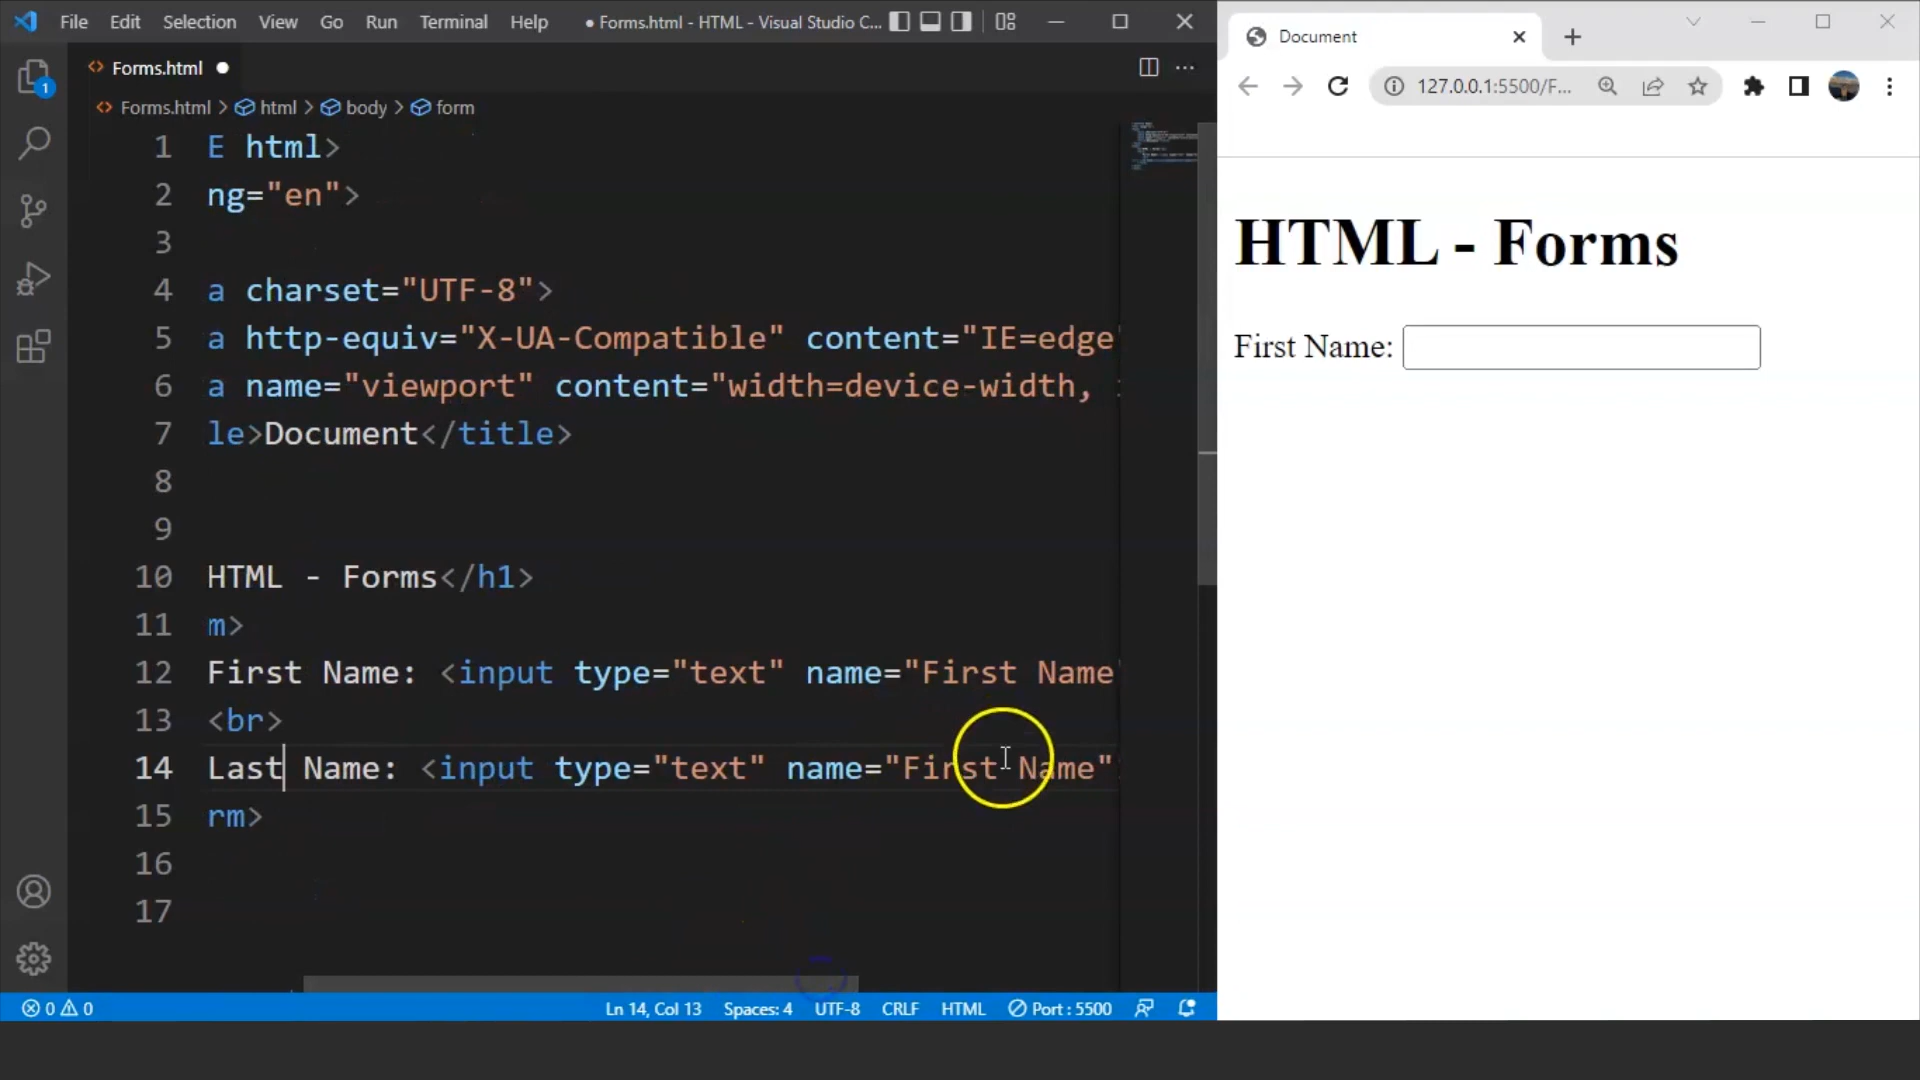 File Edit Selection View Go Run Terminal Help ● Forms.html - HTML - Visual Studio C...
Forms.html
Forms.html > html > body > form
1
1 E html>
2 ng="en">
3
4 a charset="UTF-8">
5 a http-equiv="X-UA-Compatible" content="IE=edge"
6 a name="viewport" content="width=device-width,
7 le>Document</title>
8
9
10 HTML - Forms</h1>
11 m>
12 First Name: <input type="text" name="First Name"
13 <br>
14 Last Name: <input type="text" name="First Name">
15 rm>
16
17
0 0 Ln 14, Col 13 Spaces: 4 UTF-8 CRLF HTML Port : 5500
Document
127.0.0.1:5500/F...
HTML - Forms
First Name: